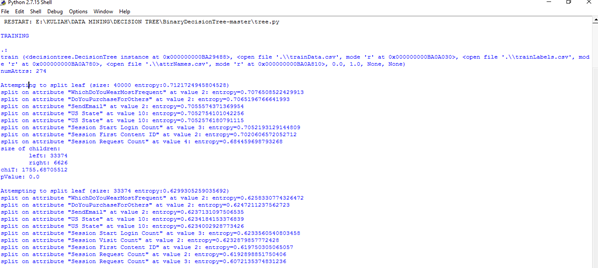 Python 2.7.15 Shell
File Edit Shell Debug Options Window Help
RESTART: E:\KULIAH\DATA MINING\DECISION TREE\BinaryDecisionTree-master\tree.py
TRAINING
.:
train (<decisiontree.DecisionTree instance at 0x000000000BA29488>, <open file '.\\trainData.csv', mode 'r' at 0x000000000BA0A030>, <open file '.\\trainLabels.csv', mod
e 'r' at 0x000000000BA0A780>, <open file '.\\attrNames.csv', mode 'r' at 0x000000000BA0A810>, 0.0, 1.0, None, None)
numAttrs: 274
Attempting to split leaf (size: 40000 entropy:0.7121724945804528)
split on attribute "WhichDoYouWearMostFrequent" at value 2: entropy=0.7074508522429913
split on attribute "DoYouPurchaseForOthers" at value 2: entropy=0.7065196766641993
split on attribute "SendEmail" at value 2: entropy=0.7055574371369954
split on attribute "US State" at value 10: entropy=0.7052754101042256
split on attribute "US State" at value 10: entropy=0.7052576180791115
split on attribute "Session Start Login Count" at value 3: entropy=0.7052193129144809
split on attribute "Session First Content ID" at value 2: entropy=0.7020606572052712
split on attribute "Session Request Count" at value 4: entropy=0.684459698793268
size of children:
left: 33374
right: 6626
chiT: 1755.68705512
pValue: 0.0
Attempting to split leaf (size: 33374 entropy:0.6299305259035692)
split on attribute "WhichDoYouWearMostFrequent" at value 2: entropy=0.6258330774326472
split on attribute "DoYouPurchaseForOthers" at value 2: entropy=0.6247211237562723
split on attribute "SendEmail" at value 2: entropy=0.6237131097506535
split on attribute "US State" at value 10: entropy=0.6234184153376839
split on attribute "US State" at value 10: entropy=0.6234002928773426
split on attribute "Session Start Login Count" at value 3: entropy=0.6233560540803458
split on attribute "Session Visit Count" at value 2: entropy=0.6232879857772428
split on attribute "Session First Content ID" at value 2: entropy=0.619750305065057
split on attribute "Session Request Count" at value 2: entropy=0.6192898851750406
split on attribute "Session Request Count" at value 3: entropy=0.6072135374831236